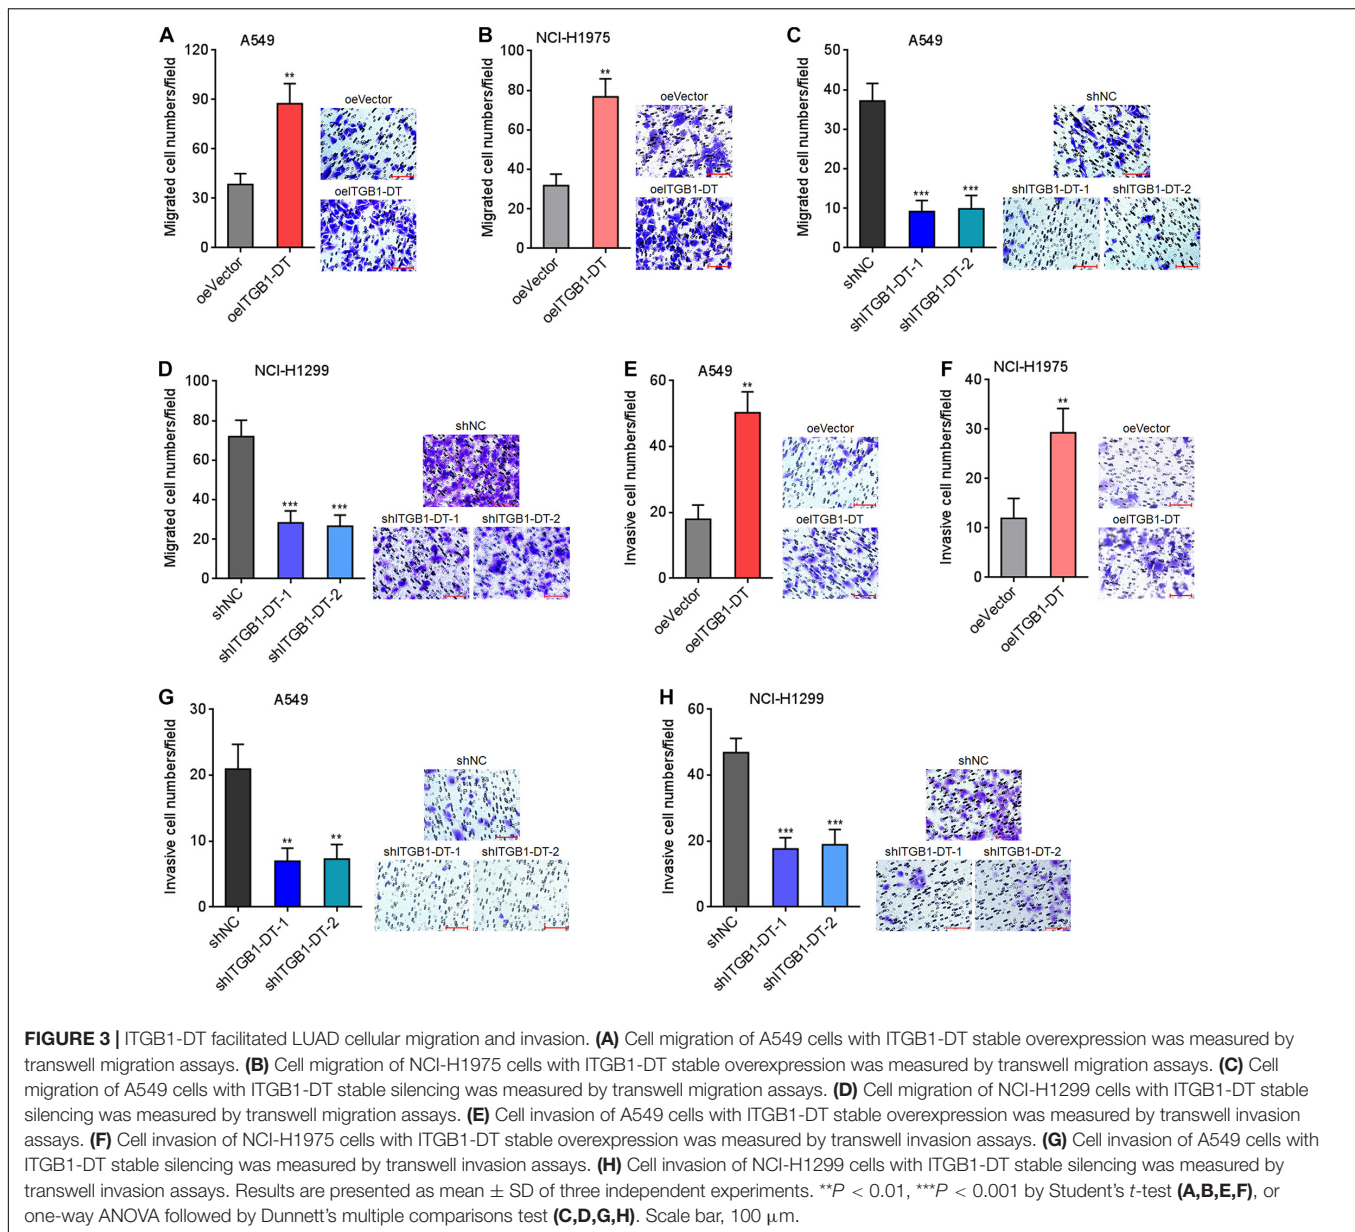 A
A549
Migrated cell numbers/field
120
90
60
30
0
**
oeVector
oeITGB1-DT
oeVector
oeITGB1-DT
B
NCI-H1975
Migrated cell numbers/field
100
80
60
40
20
0
**
oeVector
oeITGB1-DT
oeVector
oeITGB1-DT
C
A549
Migrated cell numbers/field
50
40
30
20
10
0
***
***
shNC
shITGB1-DT-1
shITGB1-DT-2
shNC
shITGB1-DT-1
shITGB1-DT-2
D
NCI-H1299
Migrated cell numbers/field
100
80
60
40
20
0
***
***
shNC
shITGB1-DT-1
shITGB1-DT-2
shNC
shITGB1-DT-1
shITGB1-DT-2
E
A549
Invasive cell numbers/field
60
40
20
0
**
oeVector
oeITGB1-DT
oeVector
oeITGB1-DT
F
NCI-H1975
Invasive cell numbers/field
40
30
20
10
0
**
oeVector
oeITGB1-DT
oeVector
oeITGB1-DT
G
A549
Invasive cell numbers/field
30
20
10
0
**
**
shNC
shITGB1-DT-1
shITGB1-DT-2
shNC
shITGB1-DT-1
shITGB1-DT-2
H
NCI-H1299
Invasive cell numbers/field
60
40
20
0
***
***
shNC
shITGB1-DT-1
shITGB1-DT-2
shNC
shITGB1-DT-1
shITGB1-DT-2
FIGURE 3 | ITGB1-DT facilitated LUAD cellular migration and invasion. (A) Cell migration of A549 cells with ITGB1-DT stable overexpression was measured by
transwell migration assays. (B) Cell migration of NCI-H1975 cells with ITGB1-DT stable overexpression was measured by transwell migration assays. (C) Cell
migration of A549 cells with ITGB1-DT stable silencing was measured by transwell migration assays. (D) Cell migration of NCI-H1299 cells with ITGB1-DT stable
silencing was measured by transwell migration assays. (E) Cell invasion of A549 cells with ITGB1-DT stable overexpression was measured by transwell invasion
assays. (F) Cell invasion of NCI-H1975 cells with ITGB1-DT stable overexpression was measured by transwell invasion assays. (G) Cell invasion of A549 cells with
ITGB1-DT stable silencing was measured by transwell invasion assays. (H) Cell invasion of NCI-H1299 cells with ITGB1-DT stable silencing was measured by
transwell invasion assays. Results are presented as mean ± SD of three independent experiments. **P < 0.01, ***P < 0.001 by Student's t-test (A,B,E,F), or
one-way ANOVA followed by Dunnett's multiple comparisons test (C,D,G,H). Scale bar, 100 μm.